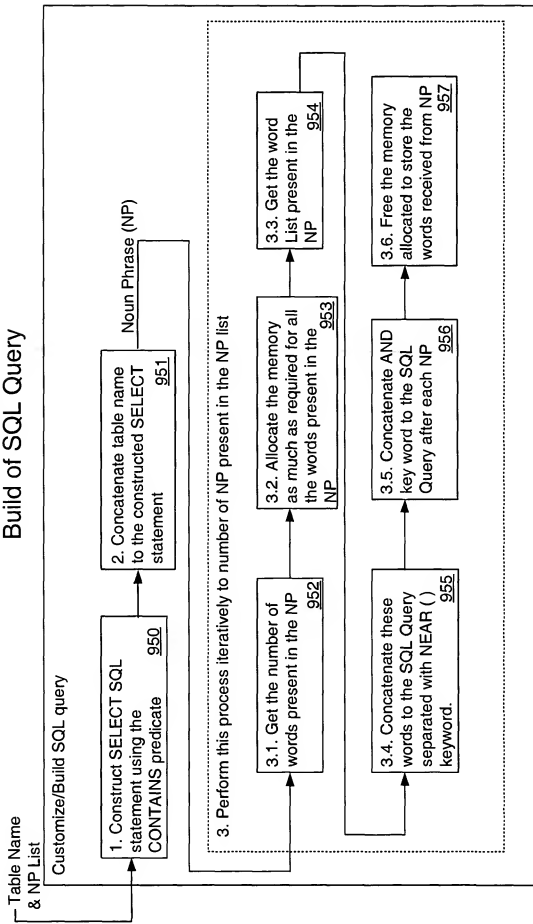 Build of SQL Query
Table Name
& NP List
Customize/Build SQL query
1. Construct SELECT SQL
statement using the
CONTAINS predicate
950
2. Concatenate table name
to the constructed SELECT
statement
951
Noun Phrase (NP)
3. Perform this process iteratively to number of NP present in the NP list
3.1. Get the number of
words present in the NP
952
3.2. Allocate the memory
as much as required for all
the words present in the
NP
953
3.3. Get the word
List present in the
NP
954
3.4. Concatenate these
words to the SQL Query
separated with NEAR ( )
keyword.
955
3.5. Concatenate AND
key word to the SQL
Query after each NP
956
3.6. Free the memory
allocated to store the
words received from NP
957